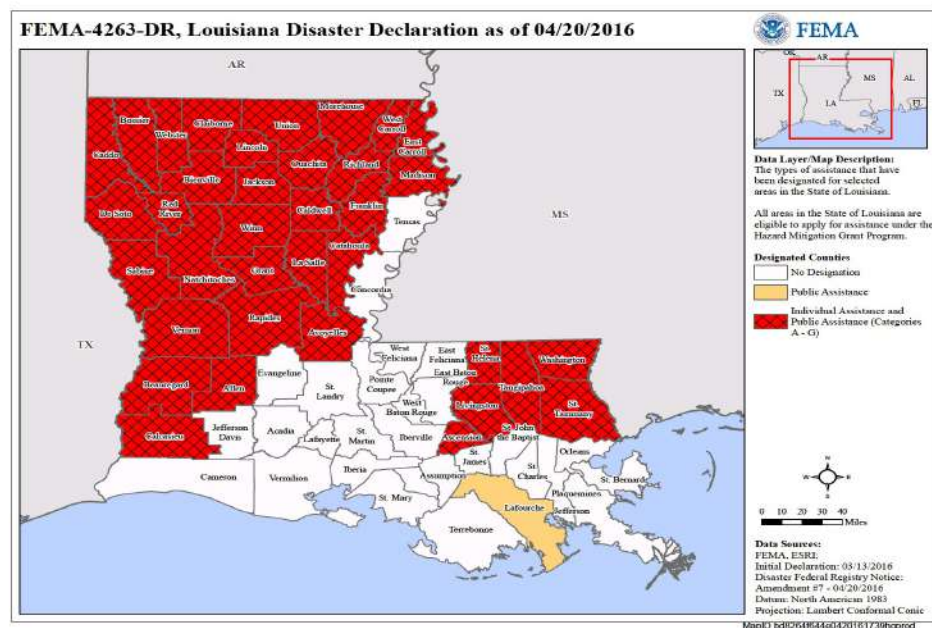 FEMA-4263-DR, Louisiana Disaster Declaration as of 04/20/2016
FEMA
AR
AR
MS
AL
TX
LA
Data Layer/Map Description:
The types of assistance that have
been designated for selected
areas in the State of Louisiana.
All areas in the State of Louisiana are
eligible to apply for assistance under the
Hazard Mitigation Grant Program.
Designated Counties
No Designation
Public Assistance
Individual Assistance and
Public Assistance (Categories
A - G)
Morehouse
Union
Claiborne
Bossier
Webster
West
Carroll
East
Carroll
Lincoln
Caddo
Ouachita
Richland
Madison
Bienville
Jackson
De Soto
Red
River
Caldwell
Franklin
Tensas
Winn
Catahoula
La Salle
Sabine
Natchitoches
Grant
Concordia
Vernon
Rapides
Avoyelles
MS
TX
Beauregard
Allen
Evangeline
St.
Landry
Pointe
Coupee
West
Feliciana
East
Feliciana
East Baton
Rouge
St.
Helena
Washington
Tangipahoa
Livingston
St.
Tammany
West
Baton Rouge
Calcasieu
Jefferson
Davis
Acadia
Lafayette
St.
Martin
Iberville
Ascension
St. John
the Baptist
St.
James
Orleans
Cameron
Vermilion
Iberia
Assumption
St.
Charles
St. Bernard
St. Mary
Plaquemines
Jefferson
Lafourche
Terrebonne
N
W
E
S
0 10 20 30 40
Miles
Data Sources:
FEMA, ESRI;
Initial Declaration: 03/13/2016
Disaster Federal Registry Notice:
Amendment #7 - 04/20/2016
Datum: North American 1983
Projection: Lambert Conformal Conic